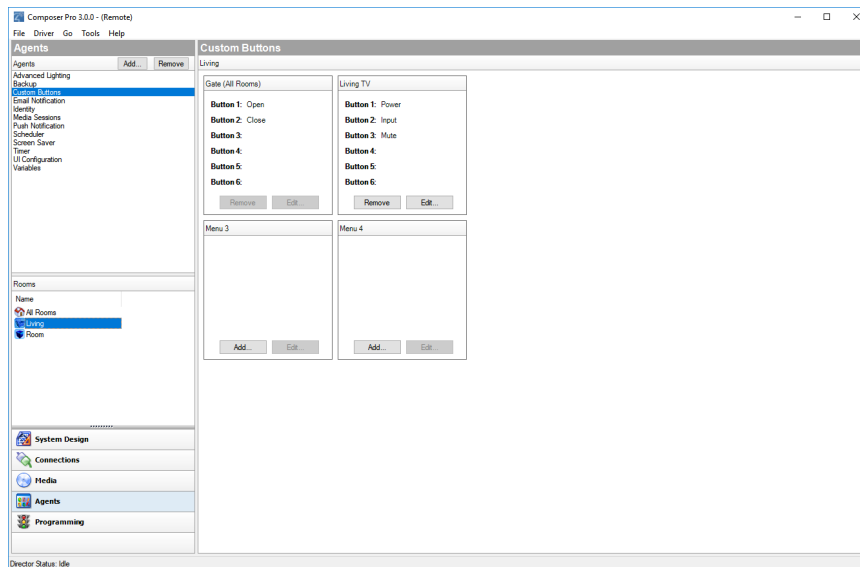 Composer Pro 3.0.0 - (Remote)
File Driver Go Tools Help
Agents
Agents Add... Remove
Advanced Lighting
Backup
Custom Buttons
Email Notification
Identity
Media Sessions
Push Notification
Scheduler
Screen Saver
Timer
UI Configuration
Variables
Rooms
Name
All Rooms
Living
Room
System Design
Connections
Media
Agents
Programming
Custom Buttons
Living
Gate (All Rooms)
Button 1: Open
Button 2: Close
Button 3:
Button 4:
Button 5:
Button 6:
Remove Edit...
Living TV
Button 1: Power
Button 2: Input
Button 3: Mute
Button 4:
Button 5:
Button 6:
Remove Edit...
Menu 3
Add... Edit...
Menu 4
Add... Edit...
Director Status: Idle